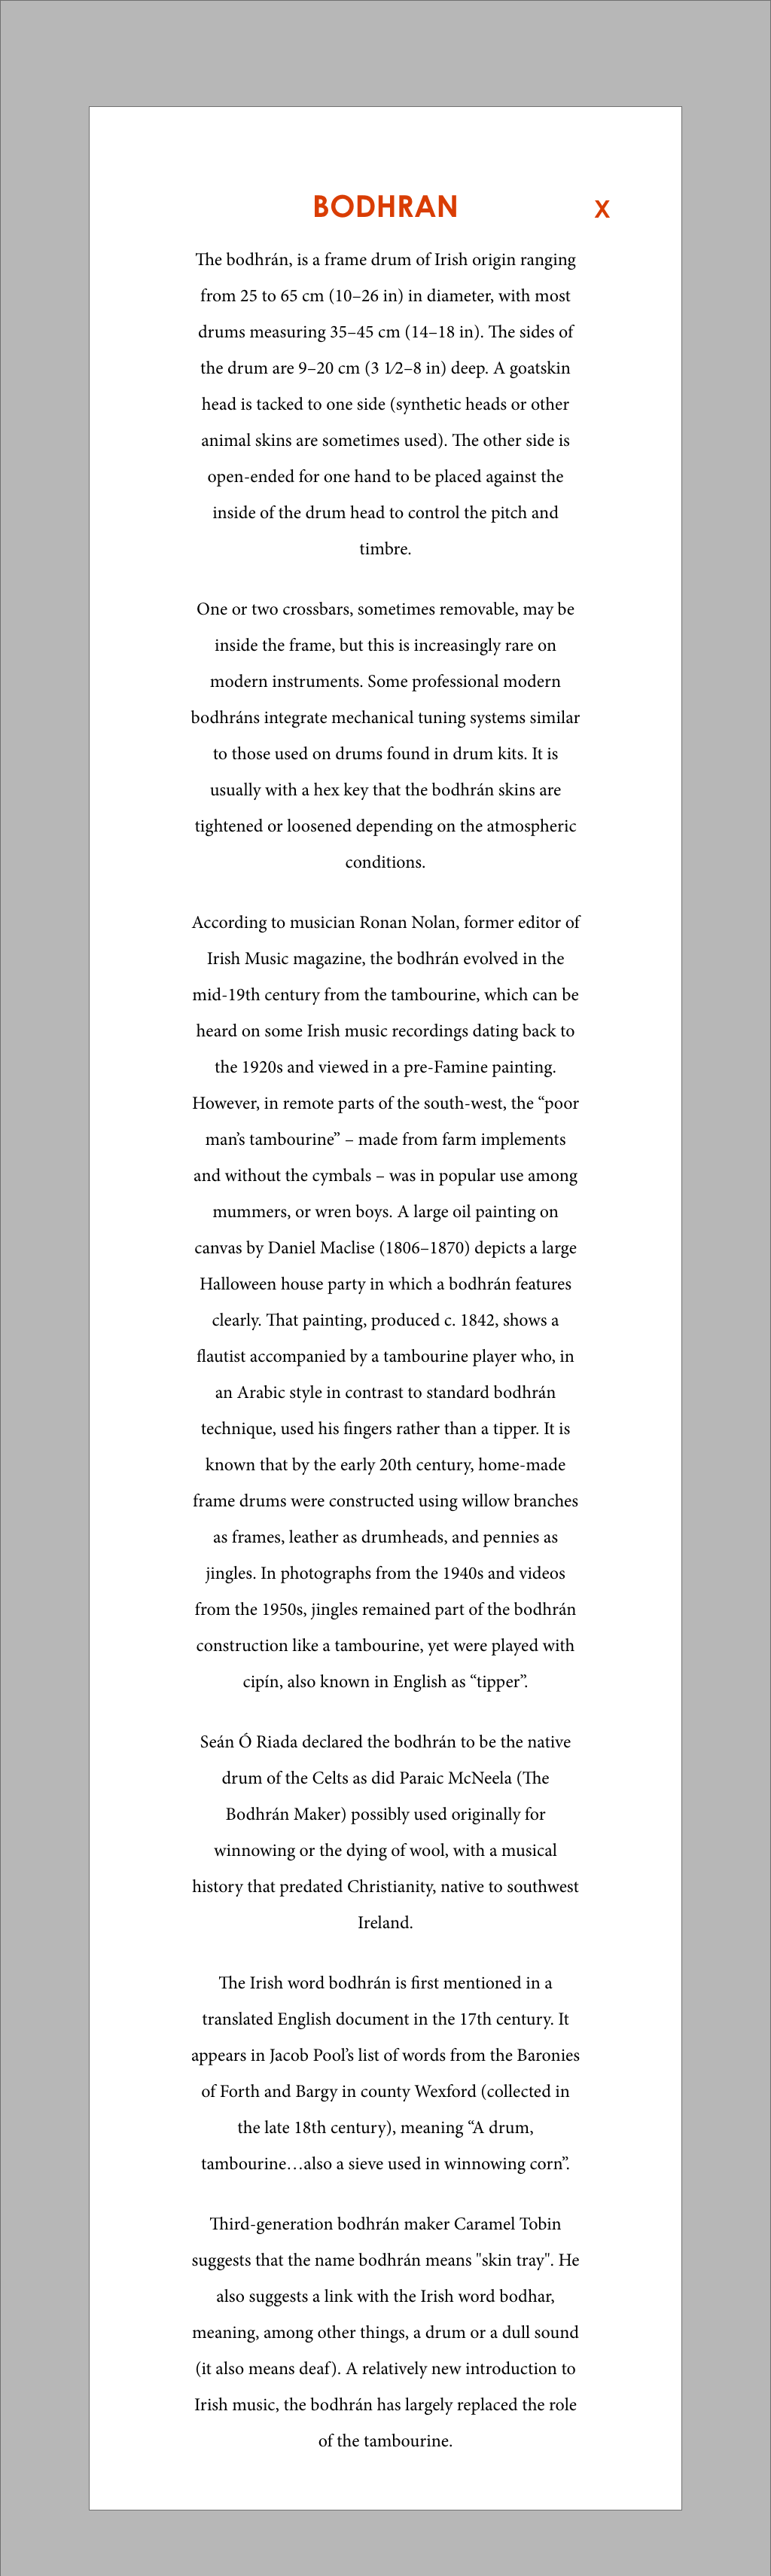 BODHRAN
X
The bodhrán, is a frame drum of Irish origin ranging
from 25 to 65 cm (10–26 in) in diameter, with most
drums measuring 35–45 cm (14–18 in). The sides of
the drum are 9–20 cm (3 1⁄2–8 in) deep. A goatskin
head is tacked to one side (synthetic heads or other
animal skins are sometimes used). The other side is
open-ended for one hand to be placed against the
inside of the drum head to control the pitch and
timbre.
One or two crossbars, sometimes removable, may be
inside the frame, but this is increasingly rare on
modern instruments. Some professional modern
bodhráns integrate mechanical tuning systems similar
to those used on drums found in drum kits. It is
usually with a hex key that the bodhrán skins are
tightened or loosened depending on the atmospheric
conditions.
According to musician Ronan Nolan, former editor of
Irish Music magazine, the bodhrán evolved in the
mid-19th century from the tambourine, which can be
heard on some Irish music recordings dating back to
the 1920s and viewed in a pre-Famine painting.
However, in remote parts of the south-west, the “poor
man’s tambourine” – made from farm implements
and without the cymbals – was in popular use among
mummers, or wren boys. A large oil painting on
canvas by Daniel Maclise (1806–1870) depicts a large
Halloween house party in which a bodhrán features
clearly. That painting, produced c. 1842, shows a
flautist accompanied by a tambourine player who, in
an Arabic style in contrast to standard bodhrán
technique, used his fingers rather than a tipper. It is
known that by the early 20th century, home-made
frame drums were constructed using willow branches
as frames, leather as drumheads, and pennies as
jingles. In photographs from the 1940s and videos
from the 1950s, jingles remained part of the bodhrán
construction like a tambourine, yet were played with
cipín, also known in English as “tipper”.
Seán Ó Riada declared the bodhrán to be the native
drum of the Celts as did Paraic McNeela (The
Bodhrán Maker) possibly used originally for
winnowing or the dying of wool, with a musical
history that predated Christianity, native to southwest
Ireland.
The Irish word bodhrán is first mentioned in a
translated English document in the 17th century. It
appears in Jacob Pool’s list of words from the Baronies
of Forth and Bargy in county Wexford (collected in
the late 18th century), meaning “A drum,
tambourine…also a sieve used in winnowing corn”.
Third-generation bodhrán maker Caramel Tobin
suggests that the name bodhrán means "skin tray". He
also suggests a link with the Irish word bodhar,
meaning, among other things, a drum or a dull sound
(it also means deaf). A relatively new introduction to
Irish music, the bodhrán has largely replaced the role
of the tambourine.